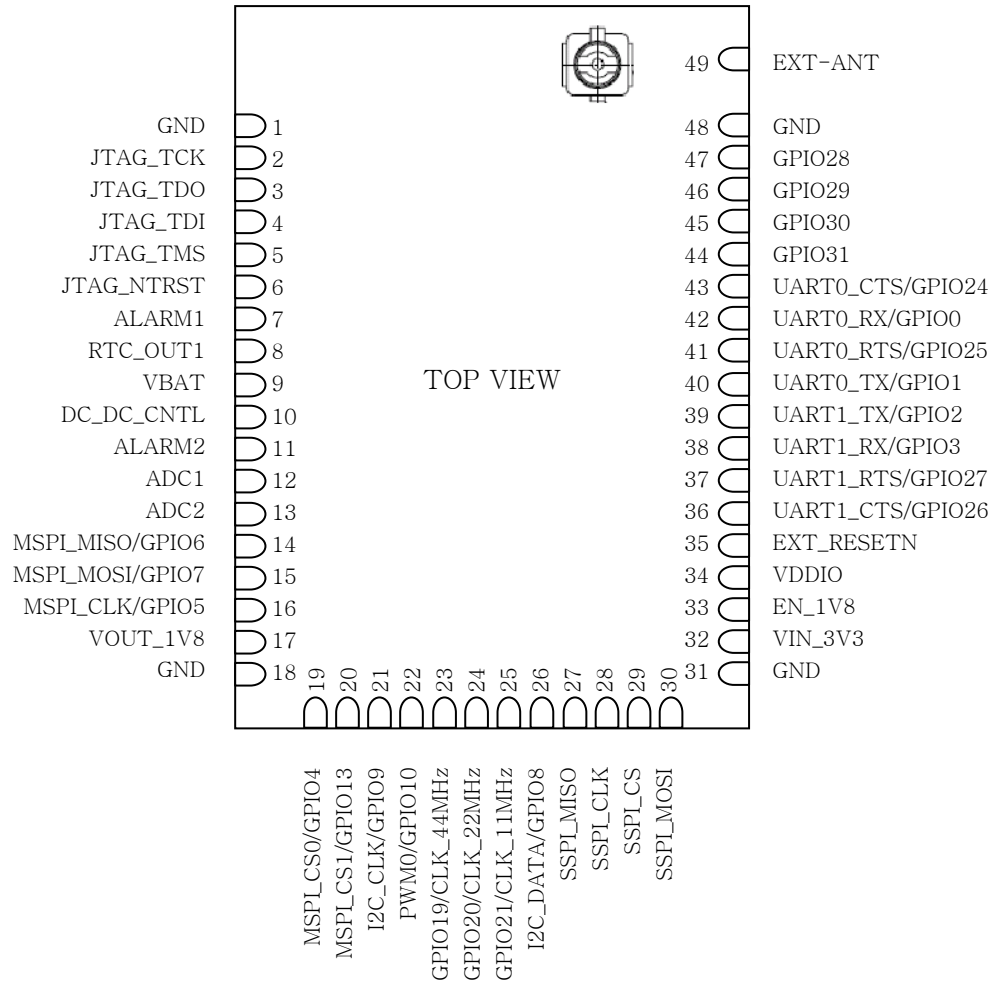 49 EXT-ANT
GND 1
JTAG_TCK 2
JTAG_TDO 3
JTAG_TDI 4
JTAG_TMS 5
JTAG_NTRST 6
ALARM1 7
RTC_OUT1 8
VBAT 9
DC_DC_CNTL 10
ALARM2 11
ADC1 12
ADC2 13
MSPI_MISO/GPIO6 14
MSPI_MOSI/GPIO7 15
MSPI_CLK/GPIO5 16
VOUT_1V8 17
GND 18
TOP VIEW
48 GND
47 GPIO28
46 GPIO29
45 GPIO30
44 GPIO31
43 UART0_CTS/GPIO24
42 UART0_RX/GPIO0
41 UART0_RTS/GPIO25
40 UART0_TX/GPIO1
39 UART1_TX/GPIO2
38 UART1_RX/GPIO3
37 UART1_RTS/GPIO27
36 UART1_CTS/GPIO26
35 EXT_RESETN
34 VDDIO
33 EN_1V8
32 VIN_3V3
31 GND
19 MSPI_CS0/GPIO4
20 MSPI_CS1/GPIO13
21 I2C_CLK/GPIO9
22 PWM0/GPIO10
23 GPIO19/CLK_44MHz
24 GPIO20/CLK_22MHz
25 GPIO21/CLK_11MHz
26 I2C_DATA/GPIO8
27 SSPI_MISO
28 SSPI_CLK
29 SSPI_CS
30 SSPI_MOSI